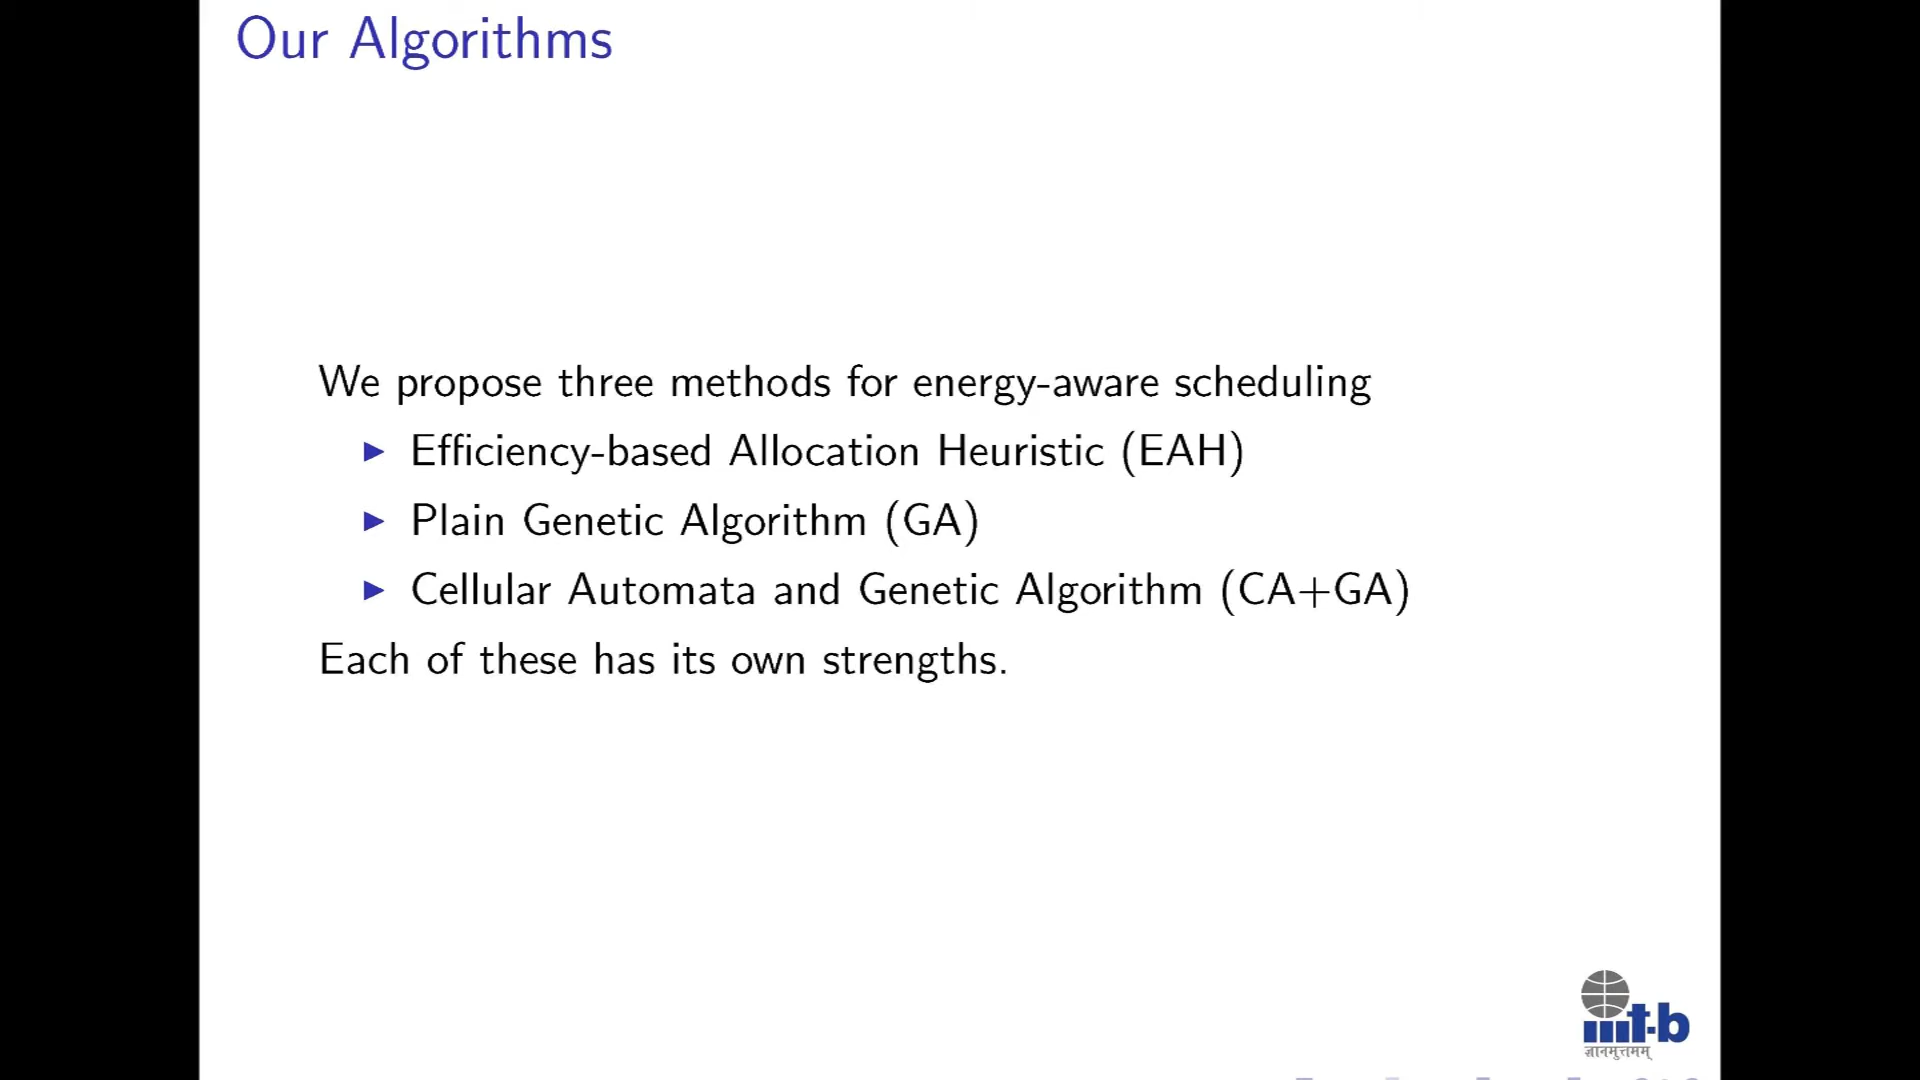 Our Algorithms
We propose three methods for energy-aware scheduling
Efficiency-based Allocation Heuristic (EAH)
Plain Genetic Algorithm (GA)
Cellular Automata and Genetic Algorithm (CA+GA)
Each of these has its own strengths.
iiit-b
ज्ञानमुत्तमम्